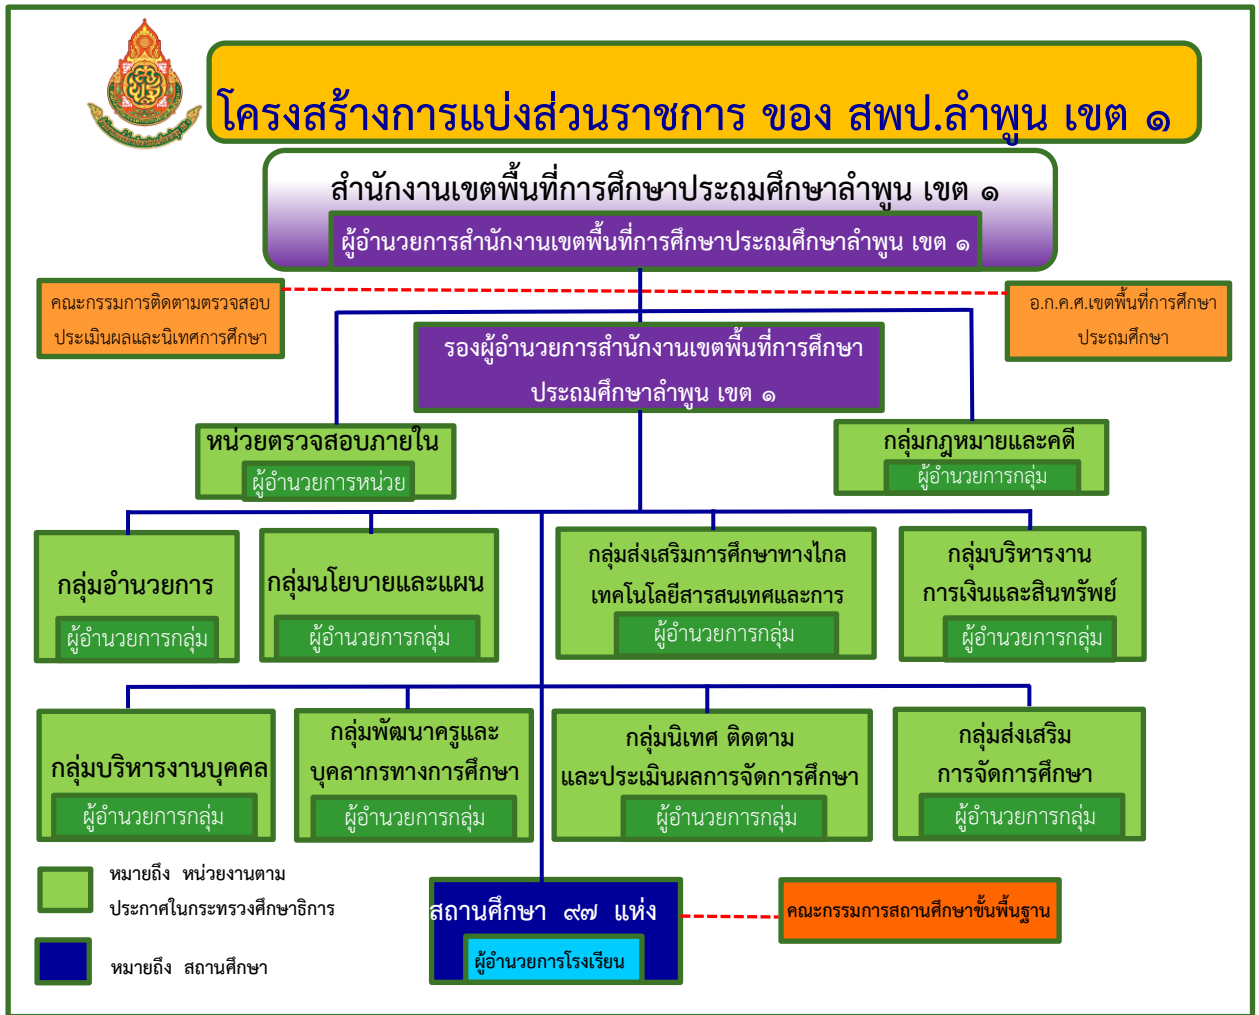 โครงสร้างการแบ่งส่วนราชการ ของ สพป.ลำพูน เขต ๑
สำนักงานเขตพื้นที่การศึกษาประถมศึกษาลำพูน เขต ๑
ผู้อำนวยการสำนักงานเขตพื้นที่การศึกษาประถมศึกษาลำพูน เขต ๑
คณะกรรมการติดตามตรวจสอบ
ประเมินผลและนิเทศการศึกษา
อ.ก.ค.ศ.เขตพื้นที่การศึกษา
ประถมศึกษา
รองผู้อำนวยการสำนักงานเขตพื้นที่การศึกษา
ประถมศึกษาลำพูน เขต ๑
หน่วยตรวจสอบภายใน
ผู้อำนวยการหน่วย
กลุ่มกฎหมายและคดี
ผู้อำนวยการกลุ่ม
กลุ่มอำนวยการ
ผู้อำนวยการกลุ่ม
กลุ่มนโยบายและแผน
ผู้อำนวยการกลุ่ม
กลุ่มส่งเสริมการศึกษาทางไกล
เทคโนโลยีสารสนเทศและการ
ผู้อำนวยการกลุ่ม
กลุ่มบริหารงาน
การเงินและสินทรัพย์
ผู้อำนวยการกลุ่ม
กลุ่มบริหารงานบุคคล
ผู้อำนวยการกลุ่ม
กลุ่มพัฒนาครูและ
บุคลากรทางการศึกษา
ผู้อำนวยการกลุ่ม
กลุ่มนิเทศ ติดตาม
และประเมินผลการจัดการศึกษา
ผู้อำนวยการกลุ่ม
กลุ่มส่งเสริม
การจัดการศึกษา
ผู้อำนวยการกลุ่ม
หมายถึง หน่วยงานตาม
ประกาศในกระทรวงศึกษาธิการ
หมายถึง สถานศึกษา
สถานศึกษา ๙๗ แห่ง
ผู้อำนวยการโรงเรียน
คณะกรรมการสถานศึกษาขั้นพื้นฐาน